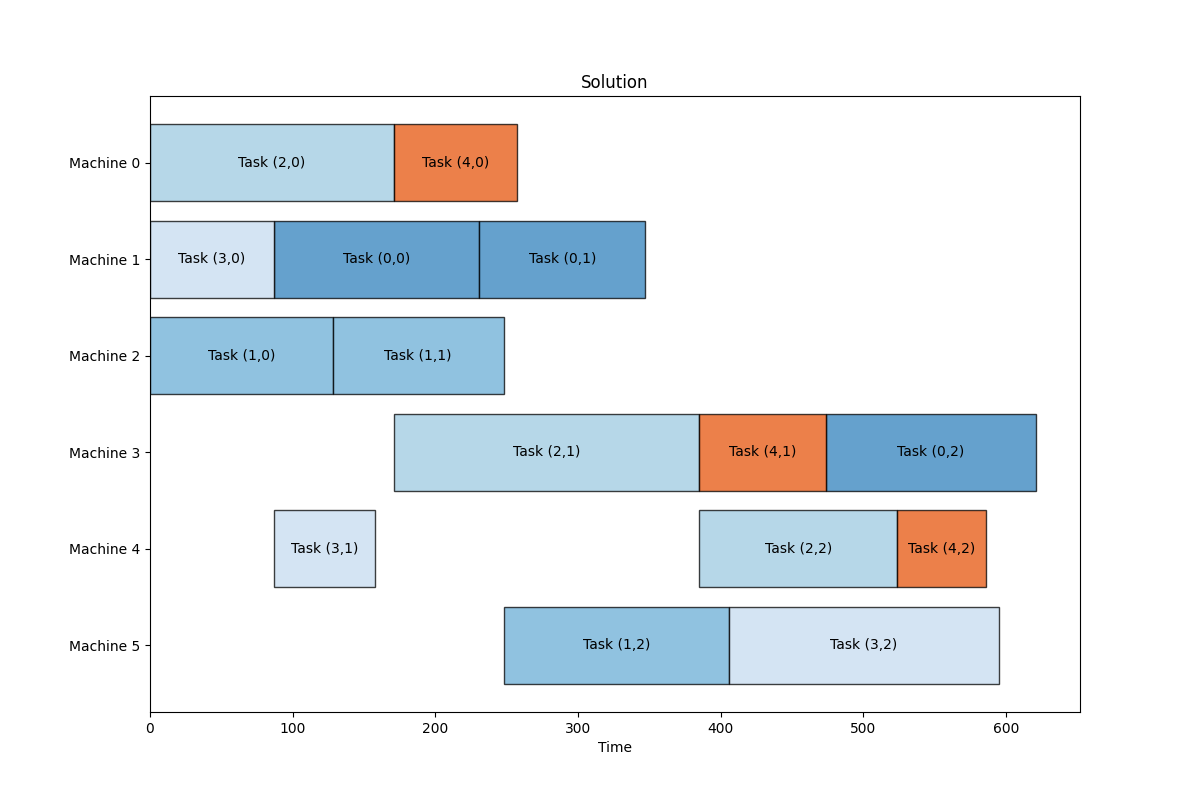 Solution
Machine 0
Task (2,0)
Task (4,0)
Machine 1
Task (3,0)
Task (0,0)
Task (0,1)
Machine 2
Task (1,0)
Task (1,1)
Machine 3
Task (2,1)
Task (4,1)
Task (0,2)
Machine 4
Task (3,1)
Task (2,2)
Task (4,2)
Machine 5
Task (1,2)
Task (3,2)
0 100 200 300 400 500 600
Time